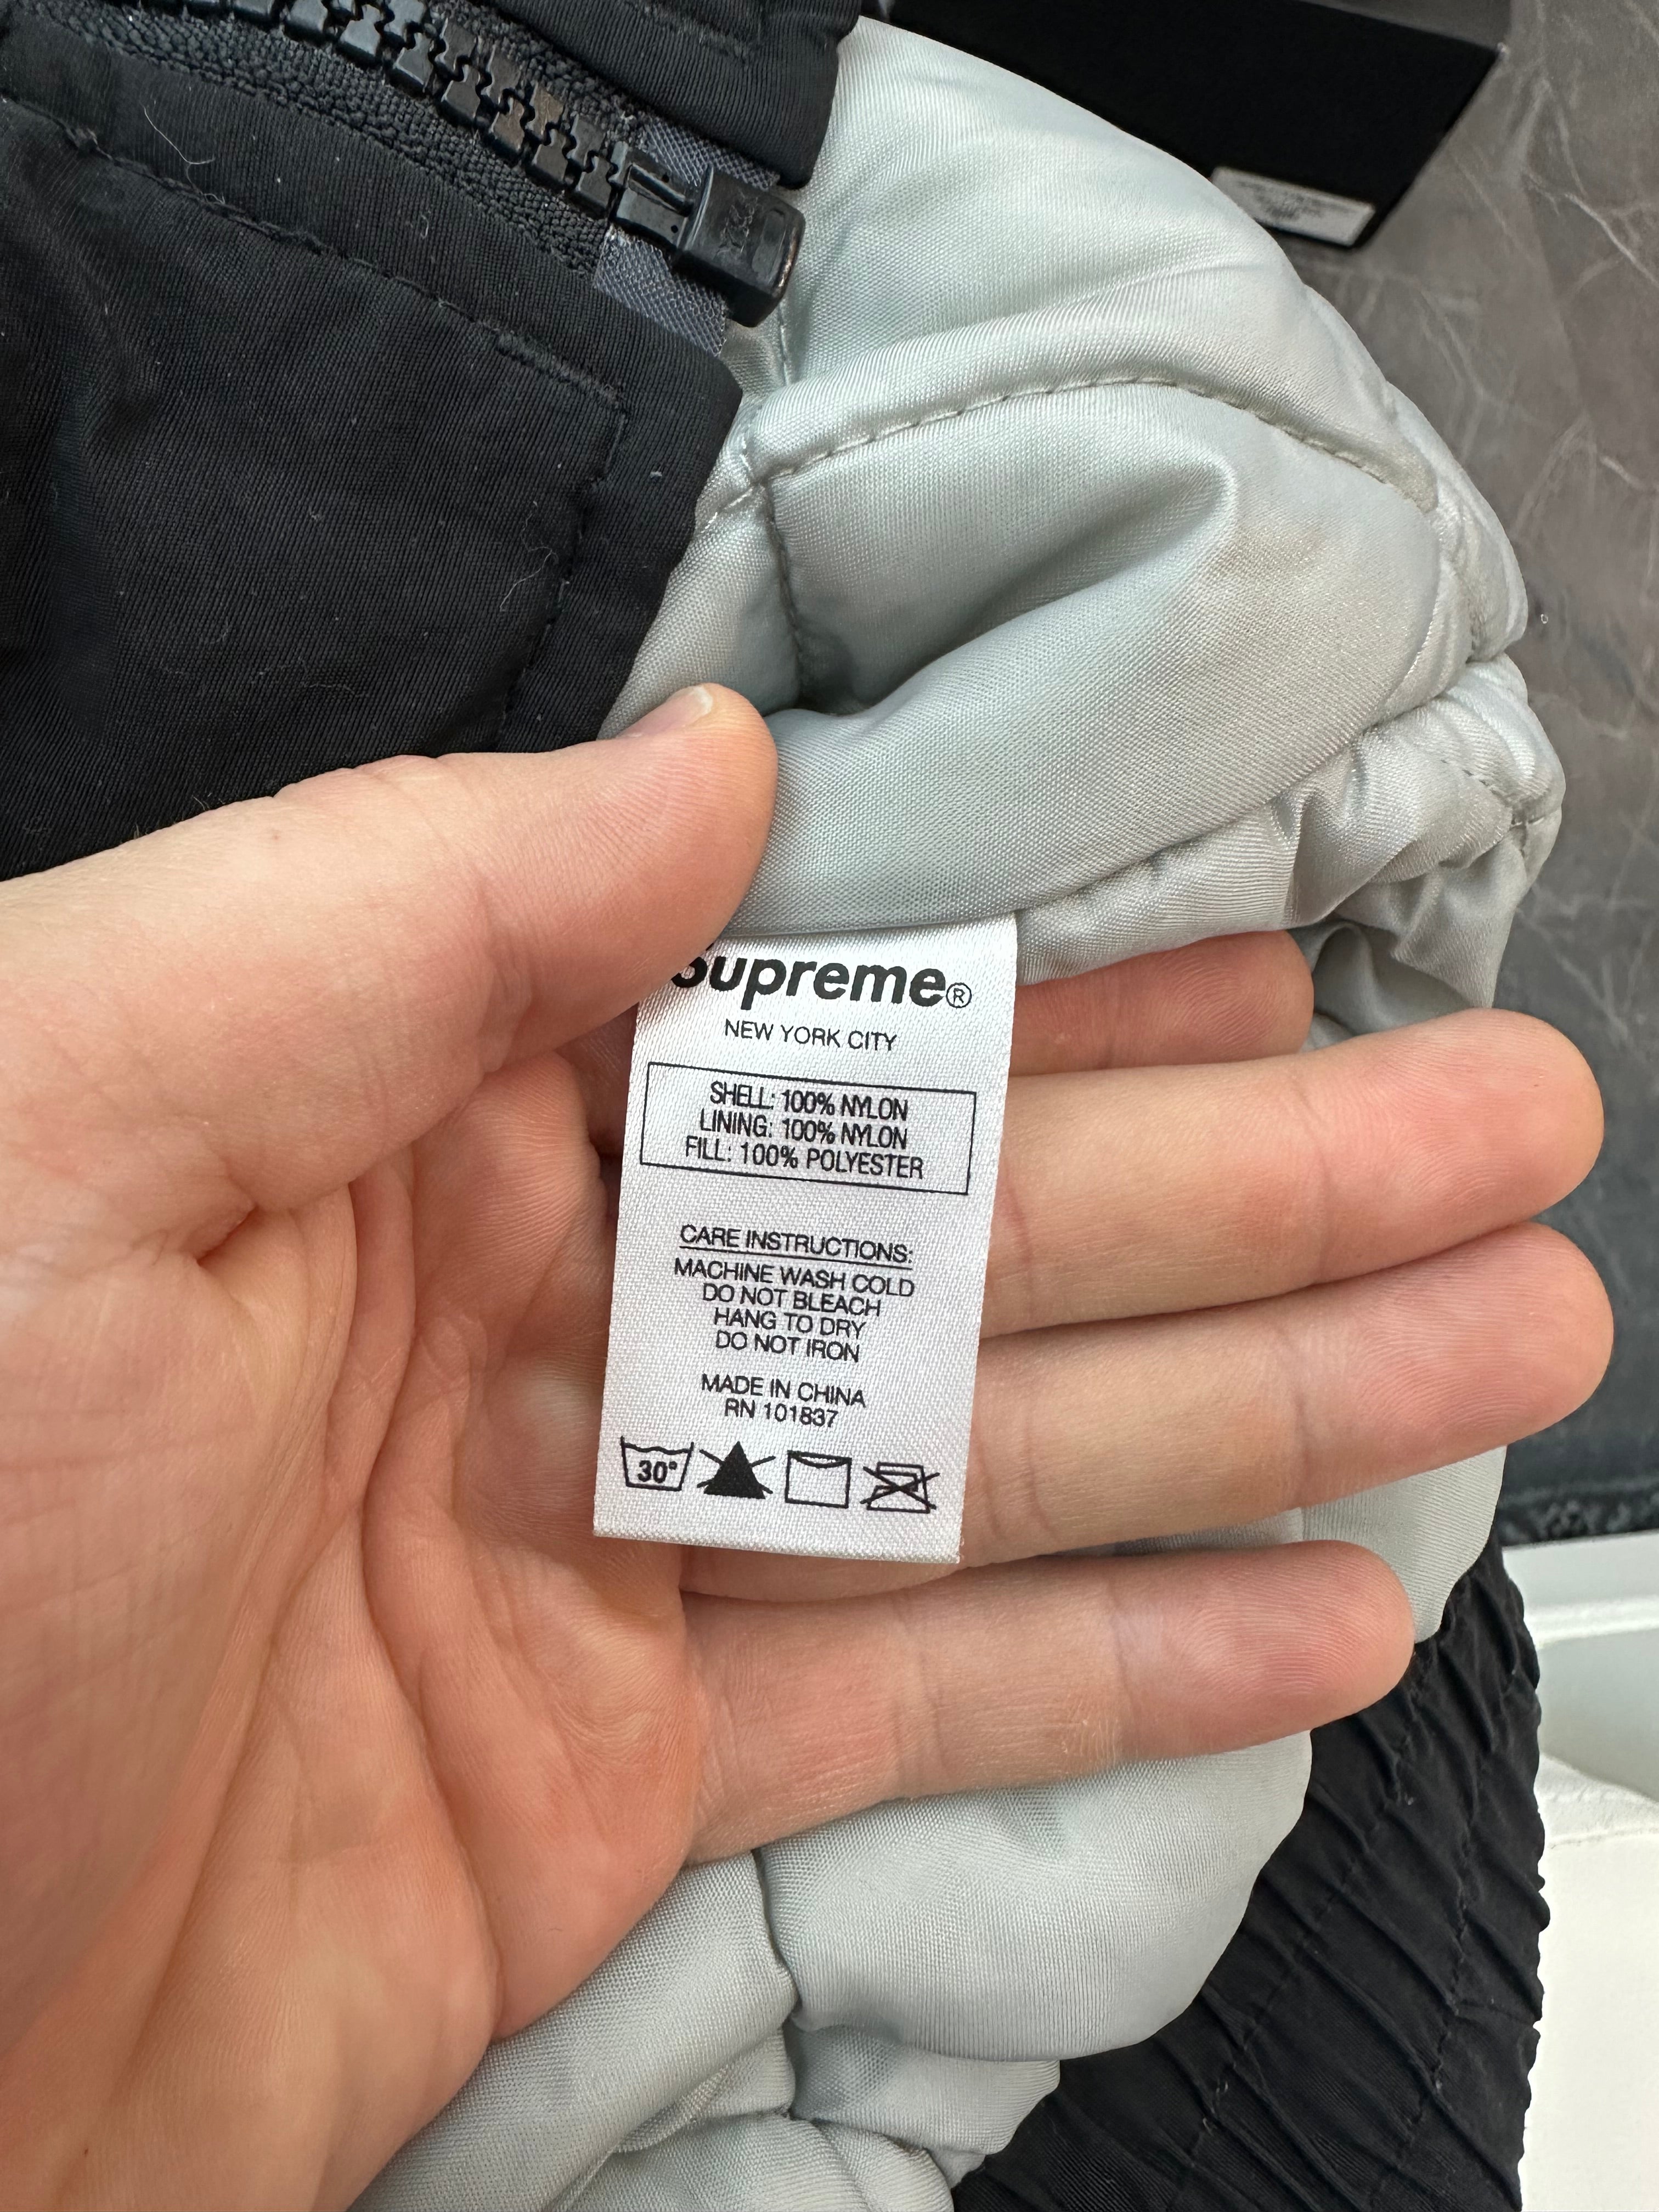 Supreme®
NEW YORK CITY
SHELL: 100% NYLON
LINING: 100% NYLON
FILL: 100% POLYESTER
CARE INSTRUCTIONS:
MACHINE WASH COLD
DO NOT BLEACH
HANG TO DRY
DO NOT IRON
MADE IN CHINA
RN 101837
30°
YKK